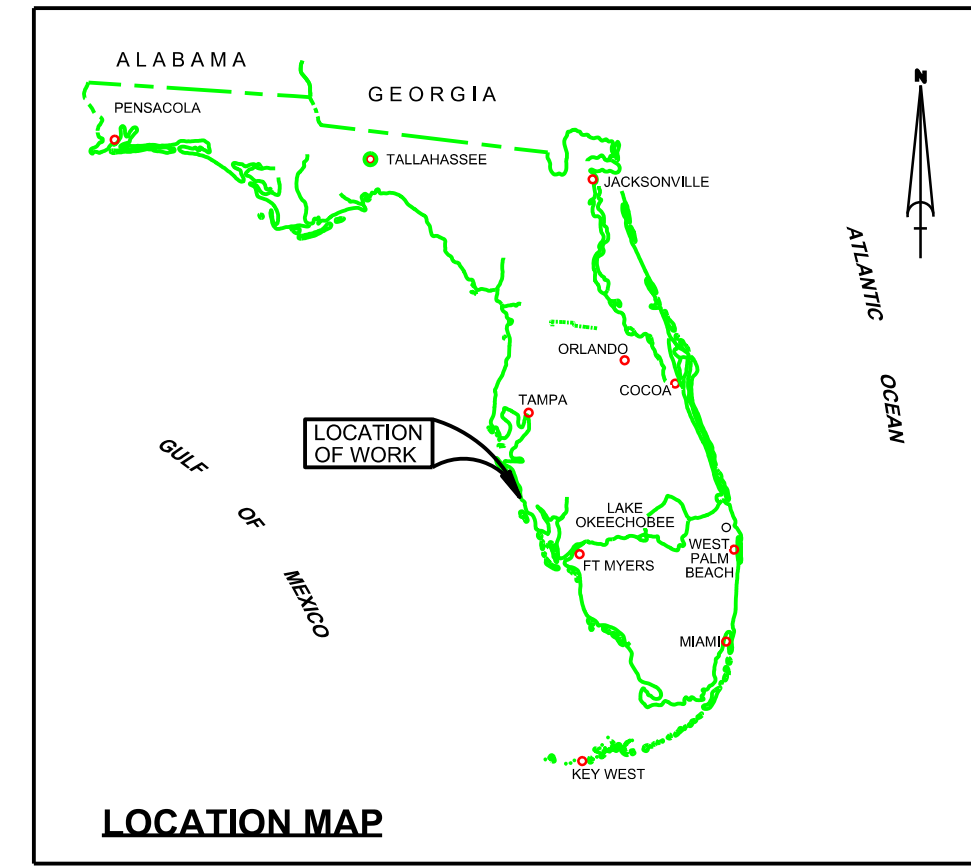 ALABAMA
GEORGIA
N
PENSACOLA
TALLAHASSEE
JACKSONVILLE
ATLANTIC
OCEAN
ORLANDO
COCOA
TAMPA
LOCATION
OF WORK
GULF
OF
MEXICO
LAKE
OKEECHOBEE
WEST
PALM
BEACH
FT MYERS
MIAMI
KEY WEST
LOCATION MAP